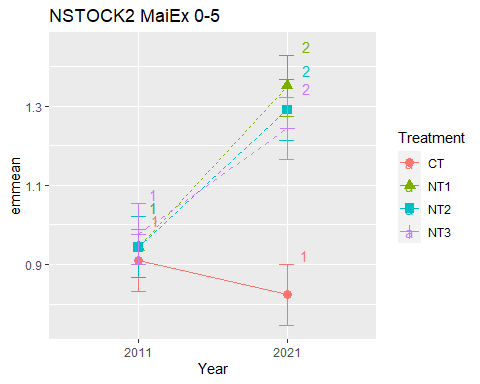 NSTOCK2 MaiEx 0-5
emmean
1.3
1.1
0.9
2
2
2
1
1
1
1
2011
2021
Year
Treatment
a CT
a NT1
a NT2
a NT3